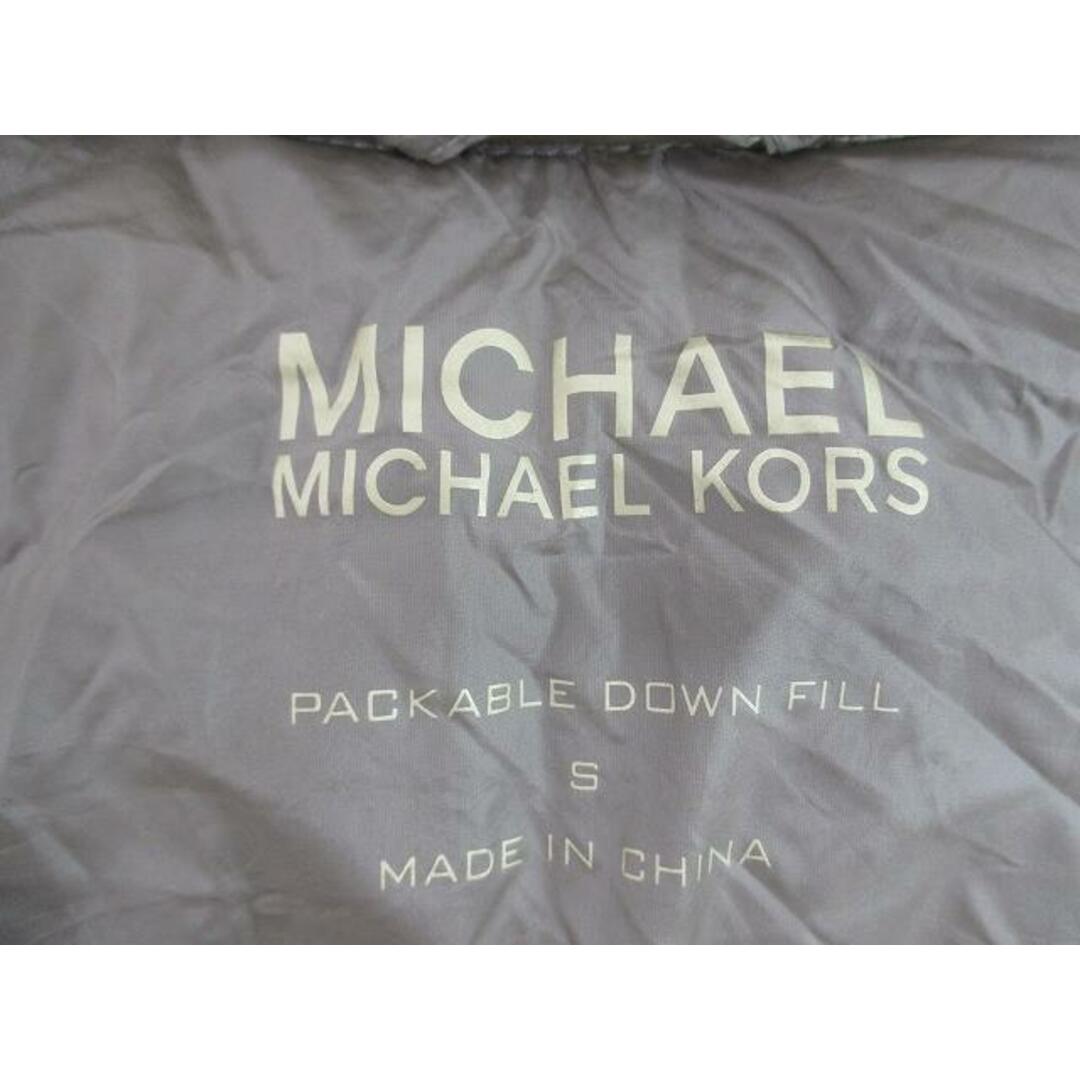 MICHAEL
MICHAEL KORS
PACKABLE DOWN FILL
S
MADE IN CHINA